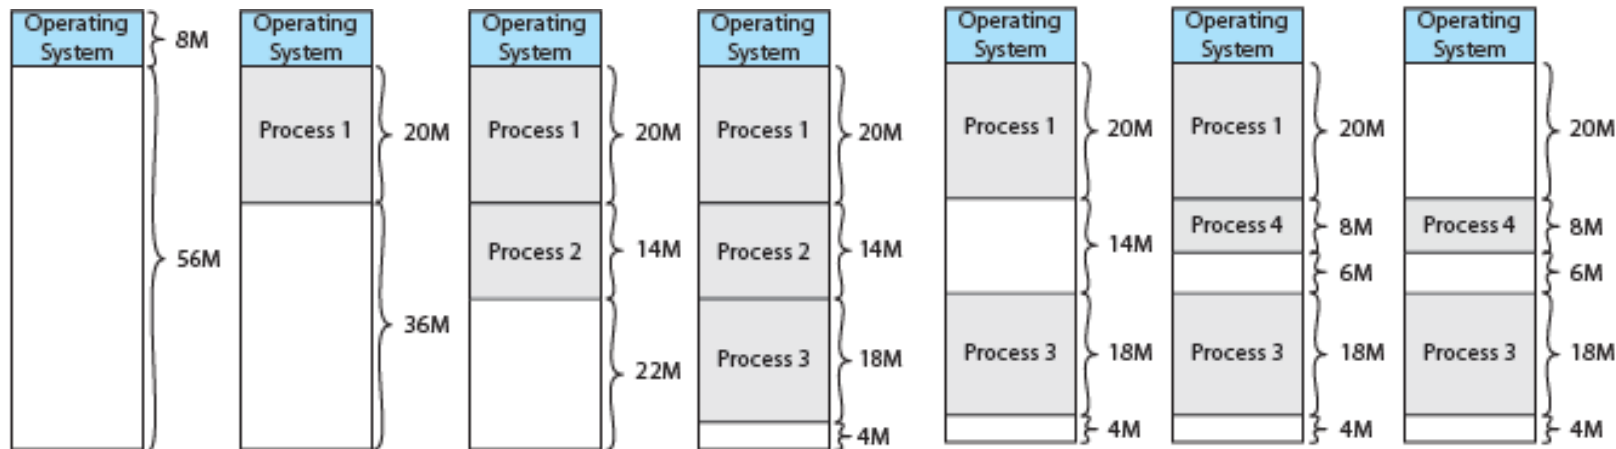 Operating
System
8M
56M
Operating
System
Process 1
20M
36M
Operating
System
Process 1
20M
Process 2
14M
22M
Operating
System
Process 1
20M
Process 2
14M
Process 3
18M
4M
Operating
System
Process 1
20M
14M
Process 3
18M
4M
Operating
System
Process 1
20M
Process 4
8M
6M
Process 3
18M
4M
Operating
System
20M
Process 4
8M
6M
Process 3
18M
4M